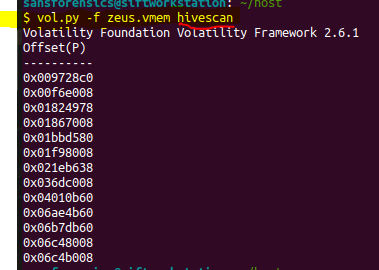 sansforensics@siftworkstation: ~/host
$ vol.py -f zeus.vmem hivescan
Volatility Foundation Volatility Framework 2.6.1
Offset(P)
----------
0x009728c0
0x00f6e008
0x01824978
0x01867008
0x01bbd580
0x01f98008
0x021eb638
0x036dc008
0x04010b60
0x06ae4b60
0x06b7db60
0x06c48008
0x06c4b008